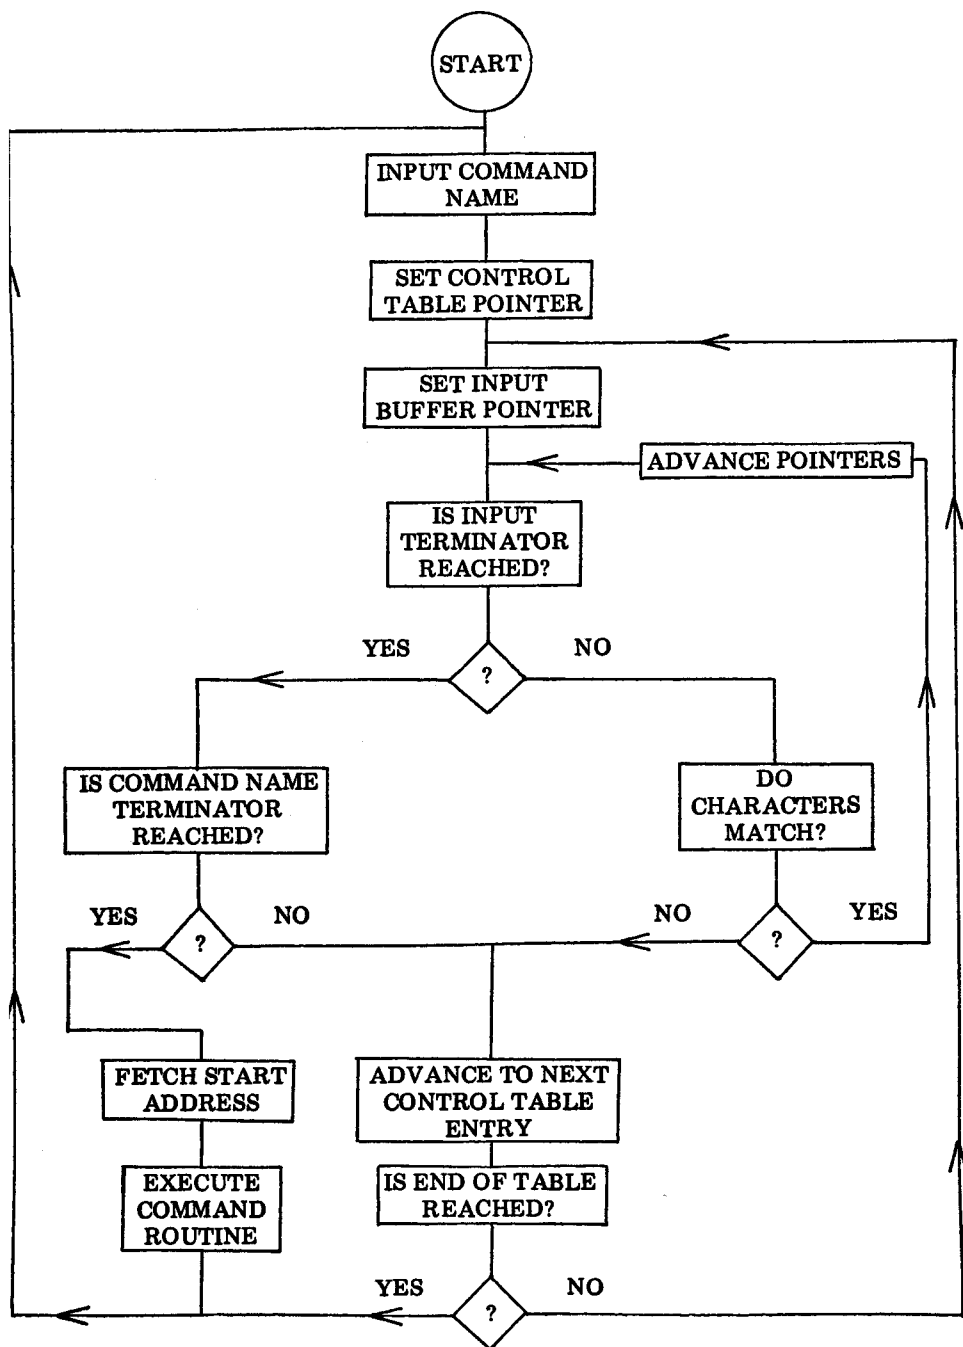 START
INPUT COMMAND
NAME
SET CONTROL
TABLE POINTER
SET INPUT
BUFFER POINTER
ADVANCE POINTERS
IS INPUT
TERMINATOR
REACHED?
YES
NO
?
IS COMMAND NAME
TERMINATOR
REACHED?
DO
CHARACTERS
MATCH?
YES
NO
?
NO
YES
?
FETCH START
ADDRESS
ADVANCE TO NEXT
CONTROL TABLE
ENTRY
EXECUTE
COMMAND
ROUTINE
IS END OF TABLE
REACHED?
YES
NO
?